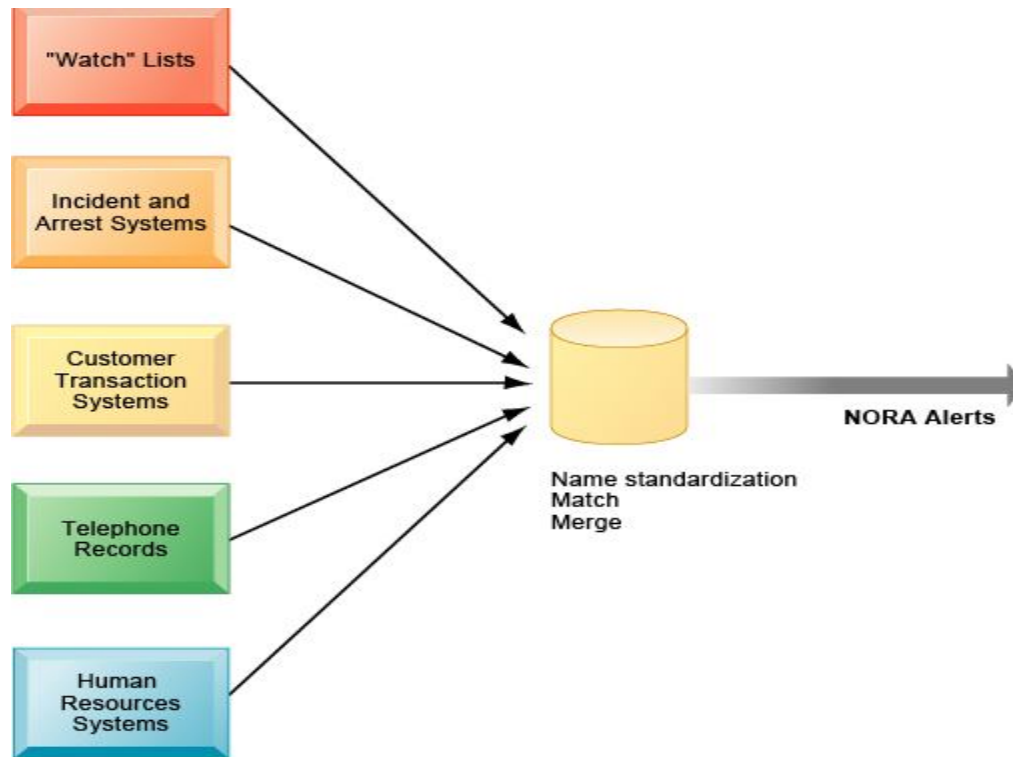 "Watch" Lists
Incident and
Arrest Systems
Customer
Transaction
Systems
Telephone
Records
Human
Resources
Systems
Name standardization
Match
Merge
NORA Alerts